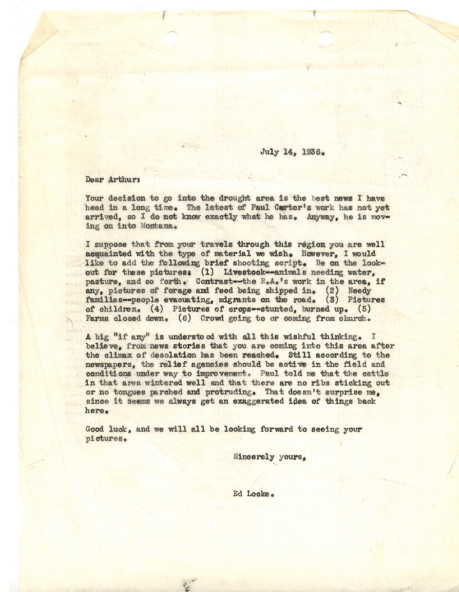 July 14, 1936.
Dear Arthur:
Your decision to go into the drought area is the best news I have
head in a long time. The latest of Paul Carter's work has not yet
arrived, so I do not know exactly what he has. Anyway, he is mov-
ing on into Montana.
I suppose that from your travels through this region you are well
acquainted with the type of material we wish. However, I would
like to add the following brief shooting script. Be on the look-
out for these pictures: (1) Livestock--animals needing water,
pasture, and so forth. Contrast--the R.A.'s work in the area, if
any, pictures of forage and feed being shipped in. (2) Needy
families--people evacuating, migrants on the road. (3) Pictures
of children. (4) Pictures of crops--stunted, burned up. (5)
Farms closed down. (6) Crowd going to or coming from church.
A big "if any" is understood with all this wishful thinking. I
believe, from news stories that you are coming into this area after
the climax of desolation has been reached. Still according to the
newspapers, the relief agencies should be active in the field and
conditions under way to improvement. Paul told me that the cattle
in that area wintered well and that there are no ribs sticking out
or no tongues parched and protruding. That doesn't surprise me,
since it seems we always get an exaggerated idea of things back
here.
Good luck, and we will all be looking forward to seeing your
pictures.
Sincerely yours,
Ed Locke.